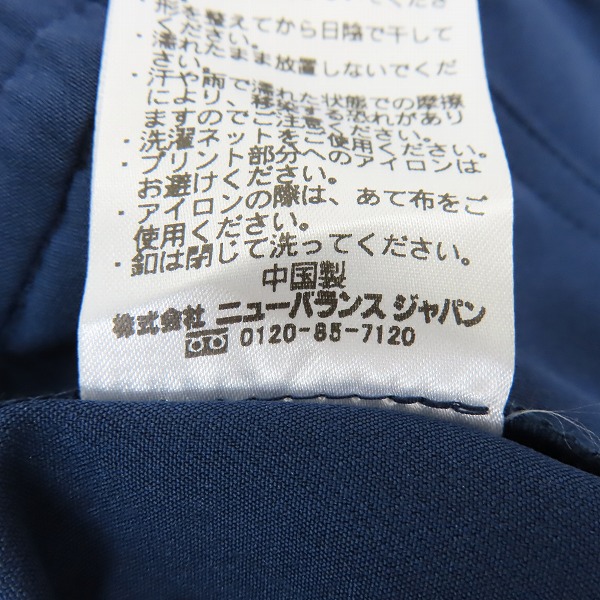 ・形を整えてから日陰で干して
ください。
・濡れたまま放置しないでくだ
さい。
・汗や雨で濡れた状態での摩擦
により、移染する恐れがあり
ますのでご注意ください。
・洗濯ネットをご使用ください。
・プリント部分へのアイロンは
お避けください。
・アイロンの際は、あて布をご
使用ください。
・釦は閉じて洗ってください。
中国製
株式会社 ニューバランス ジャパン
0120-85-7120